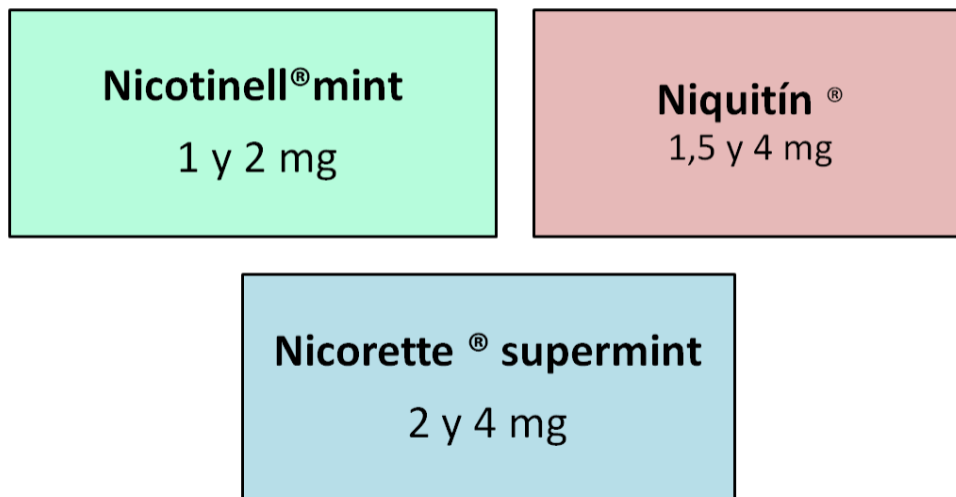 Nicotinell®mint
1 y 2 mg
Niquitín ®
1,5 y 4 mg
Nicorette ® supermint
2 y 4 mg